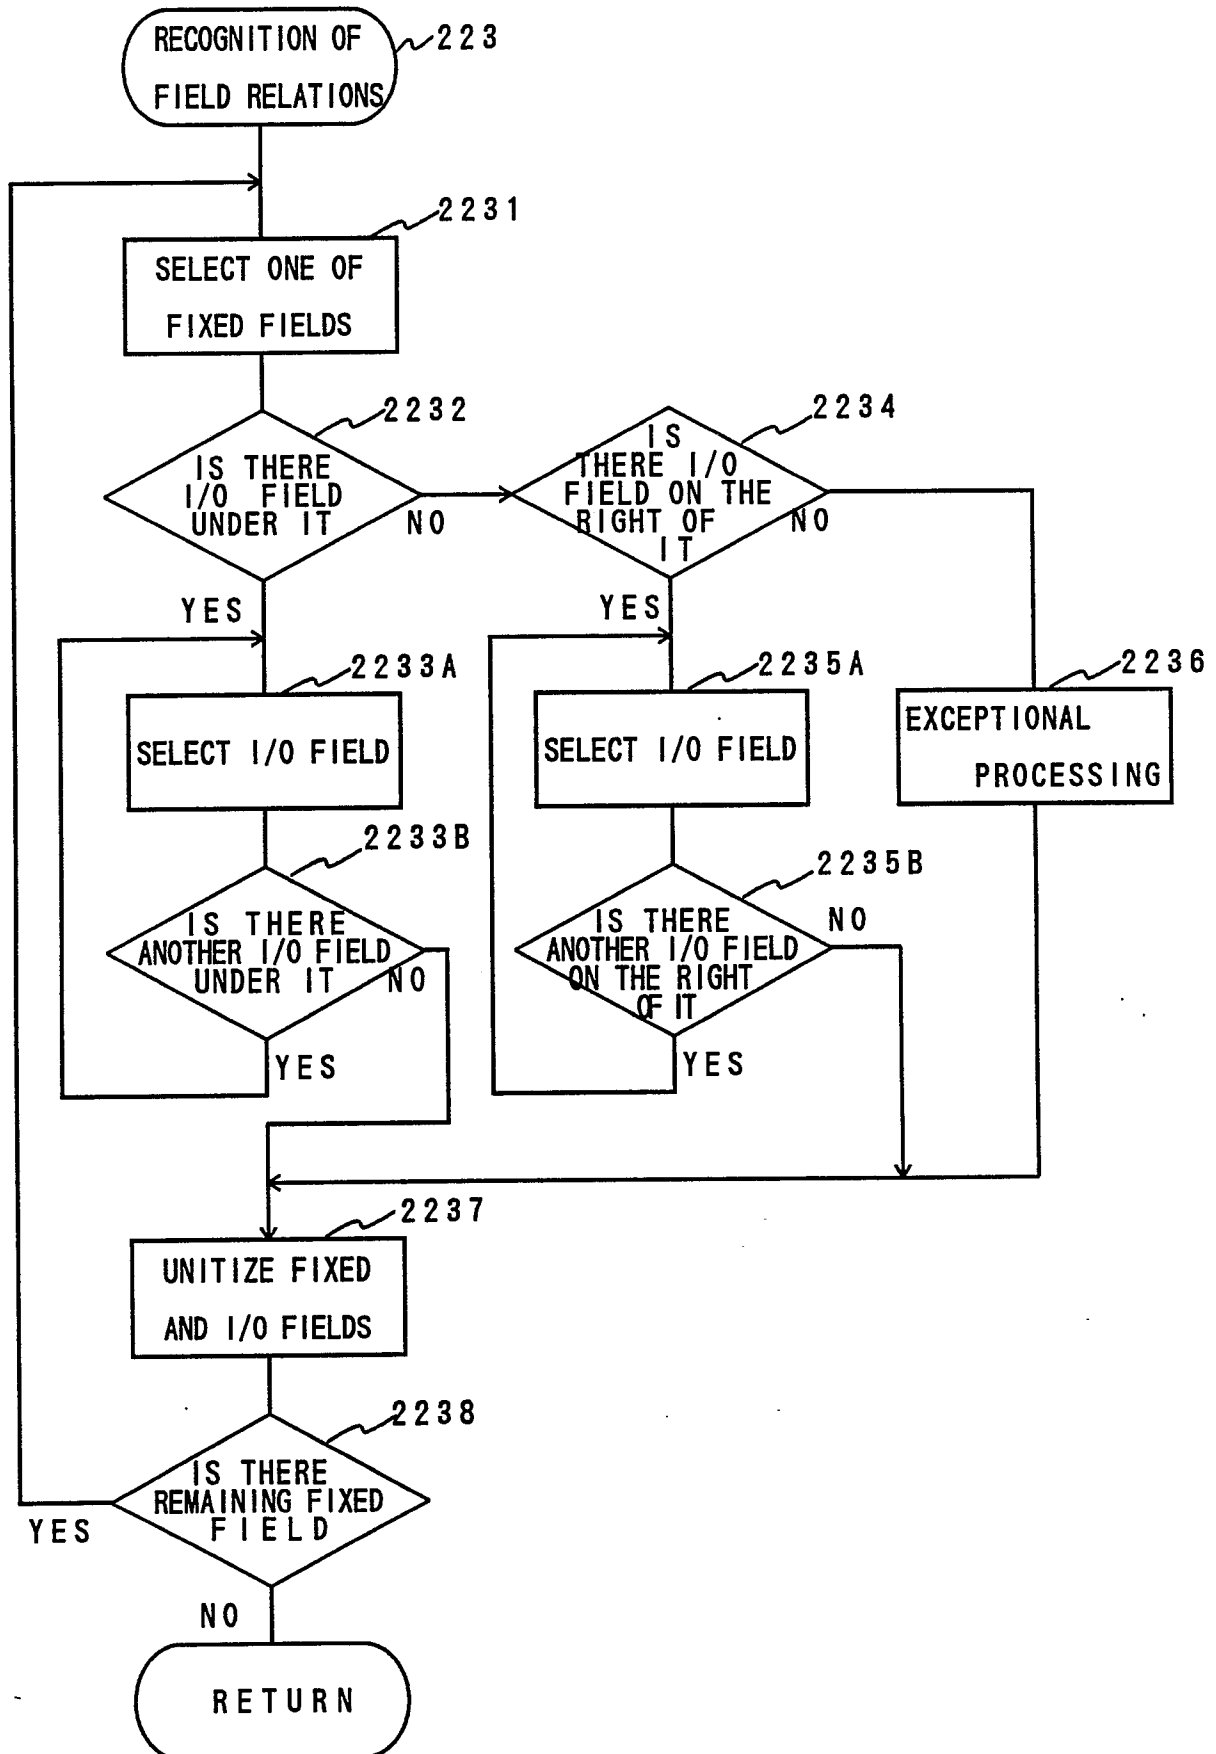 RECOGNITION OF
FIELD RELATIONS
223
2231
SELECT ONE OF
FIXED FIELDS
2232
IS THERE
I/O FIELD
UNDER IT
NO
YES
2234
IS
THERE I/O
FIELD ON THE
RIGHT OF
IT
NO
YES
2233A
SELECT I/O FIELD
2235A
SELECT I/O FIELD
2236
EXCEPTIONAL
PROCESSING
2233B
IS THERE
ANOTHER I/O FIELD
UNDER IT
NO
YES
2235B
IS THERE
ANOTHER I/O FIELD
ON THE RIGHT
OF IT
NO
YES
2237
UNITIZE FIXED
AND I/O FIELDS
2238
IS THERE
REMAINING FIXED
FIELD
YES
NO
RETURN